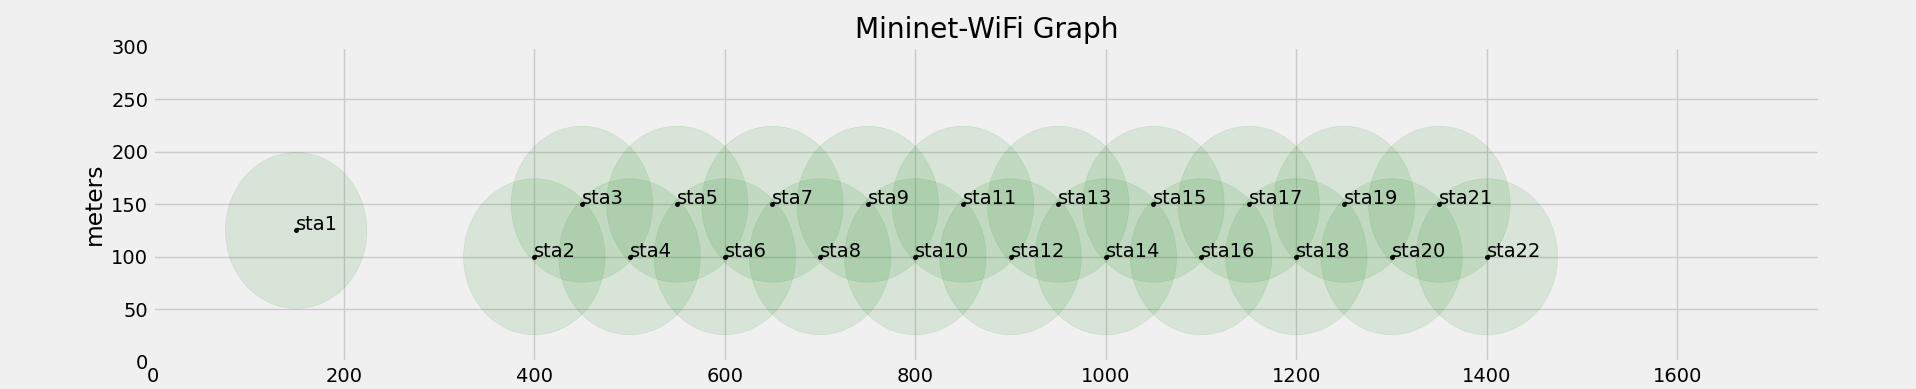 Mininet-WiFi Graph
300
250
200
150
100
50
0
meters
sta1
sta3 sta5 sta7 sta9 sta11 sta13 sta15 sta17 sta19 sta21
sta2 sta4 sta6 sta8 sta10 sta12 sta14 sta16 sta18 sta20 sta22
0 200 400 600 800 1000 1200 1400 1600